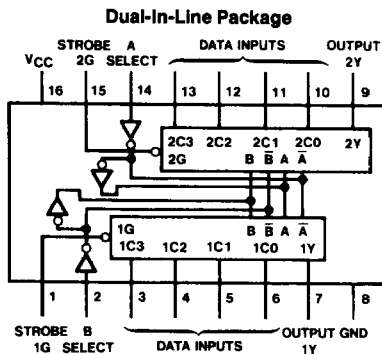 Dual-In-Line Package
STROBE A DATA INPUTS OUTPUT
VCC 2G SELECT 2Y
16 15 14 13 12 11 10 9
2C3 2C2 2C1 2C0 2Y
2G B B̅ A A̅
1G B B̅ A A̅
1C3 1C2 1C1 1C0 1Y
1 2 3 4 5 6 7 8
STROBE B DATA INPUTS OUTPUT GND
1G SELECT 1Y